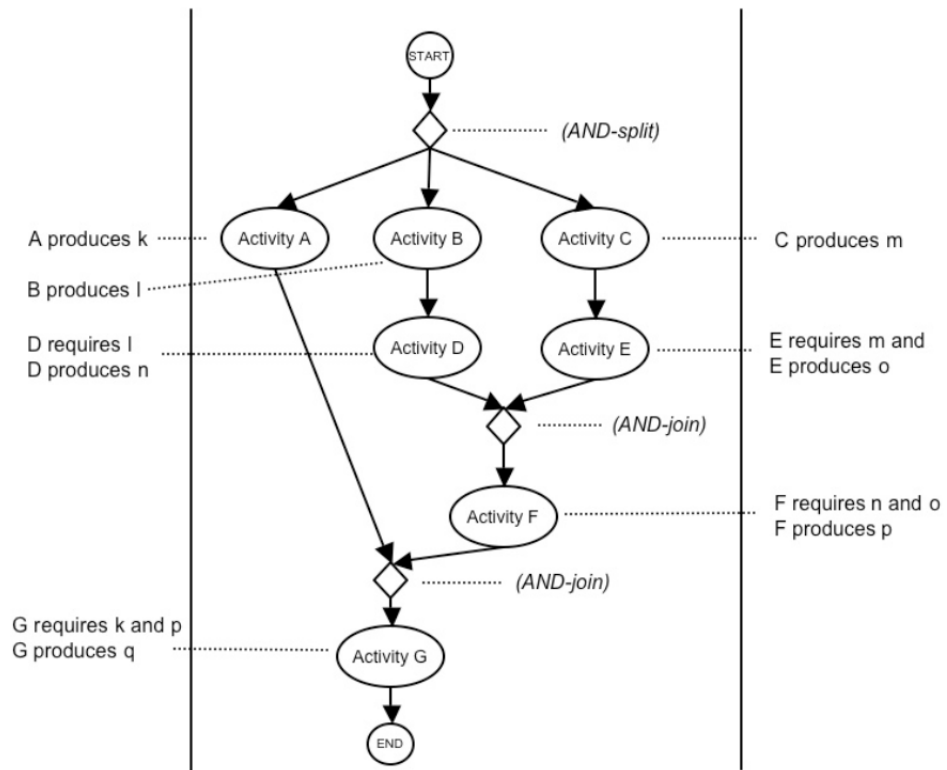 START
(AND-split)
A produces k
Activity A
Activity B
Activity C
C produces m
B produces l
D requires l
D produces n
Activity D
Activity E
E requires m and
E produces o
(AND-join)
Activity F
F requires n and o
F produces p
(AND-join)
G requires k and p
G produces q
Activity G
END